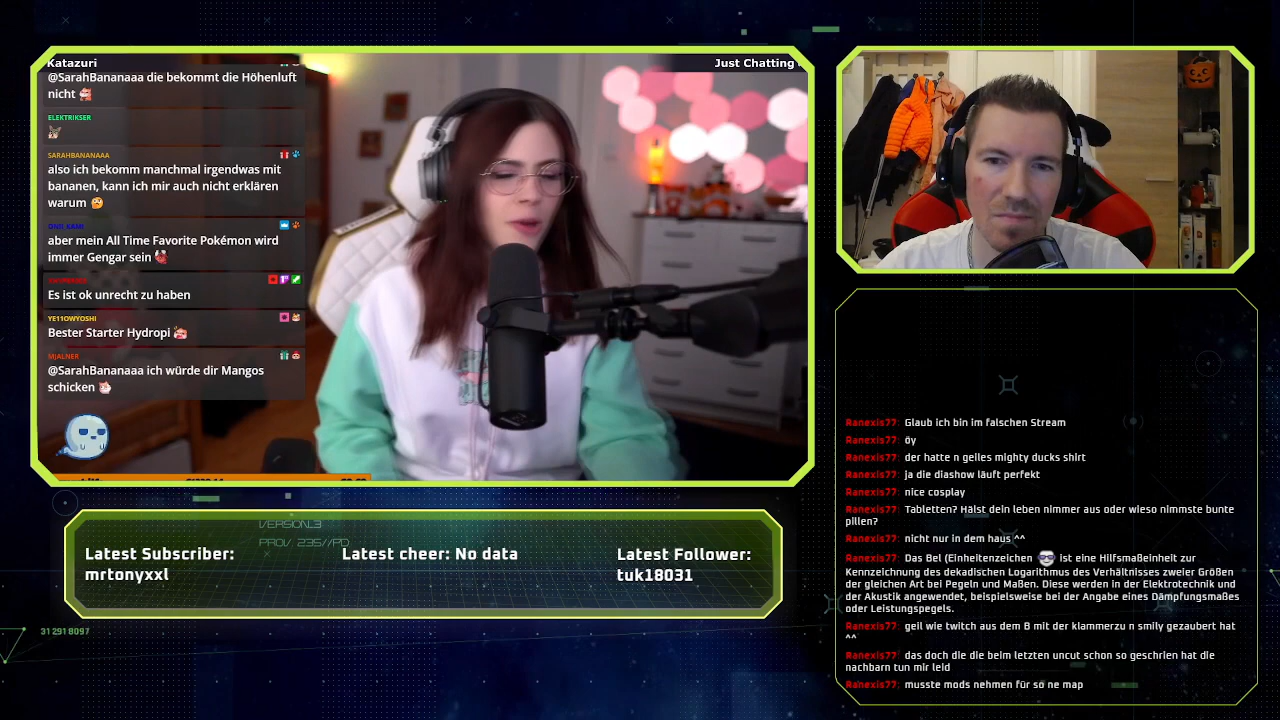 Katazuri
Just Chatting
@SarahBananaaa die bekommt die Höhenluft
nicht
ELEKTRIKSER
SARAHBANANAAA
also ich bekomm manchmal irgendwas mit
bananen, kann ich mir auch nicht erklären
warum
aber mein All Time Favorite Pokémon wird
immer Gengar sein
Es ist ok unrecht zu haben
YE11OWYOSHI
Bester Starter Hydropi
MJALNER
@SarahBananaaa ich würde dir Mangos
schicken
VERSION1.3
PROV. 235//PD
Latest Subscriber:
mrtonyxxl
Latest cheer: No data
Latest Follower:
tuk18031
312918097
Ranexis77: Glaub ich bin im falschen Stream
Ranexis77: öy
Ranexis77: der hatte n geiles mighty ducks shirt
Ranexis77: ja die diashow läuft perfekt
Ranexis77: nice cosplay
Ranexis77: Tabletten? Hälst dein leben nimmer aus oder wieso nimmste bunte
pillen?
Ranexis77: nicht nur in dem haus ^^
Ranexis77: Das Bel (Einheitenzeichen ist eine Hilfsmaßeinheit zur
Kennzeichnung des dekadischen Logarithmus des Verhältnisses zweier Größen
der gleichen Art bei Pegeln und Maßen. Diese werden in der Elektrotechnik und
der Akustik angewendet, beispielsweise bei der Angabe eines Dämpfungsmaßes
oder Leistungspegels.
Ranexis77: geil wie twitch aus dem B mit der klammerzu n smily gezaubert hat
^^
Ranexis77: das doch die die beim letzten uncut schon so geschrien hat die
nachbarn tun mir leid
Ranexis77: musste mods nehmen für so ne map